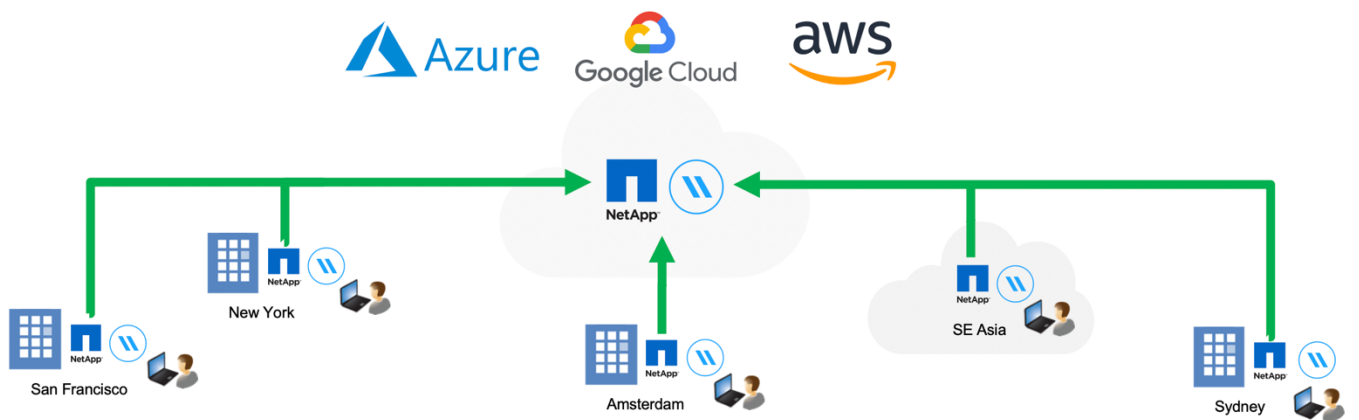 Azure
Google Cloud
aws
NetApp
New York
NetApp
San Francisco
NetApp
Amsterdam
NetApp
SE Asia
NetApp
Sydney
NetApp